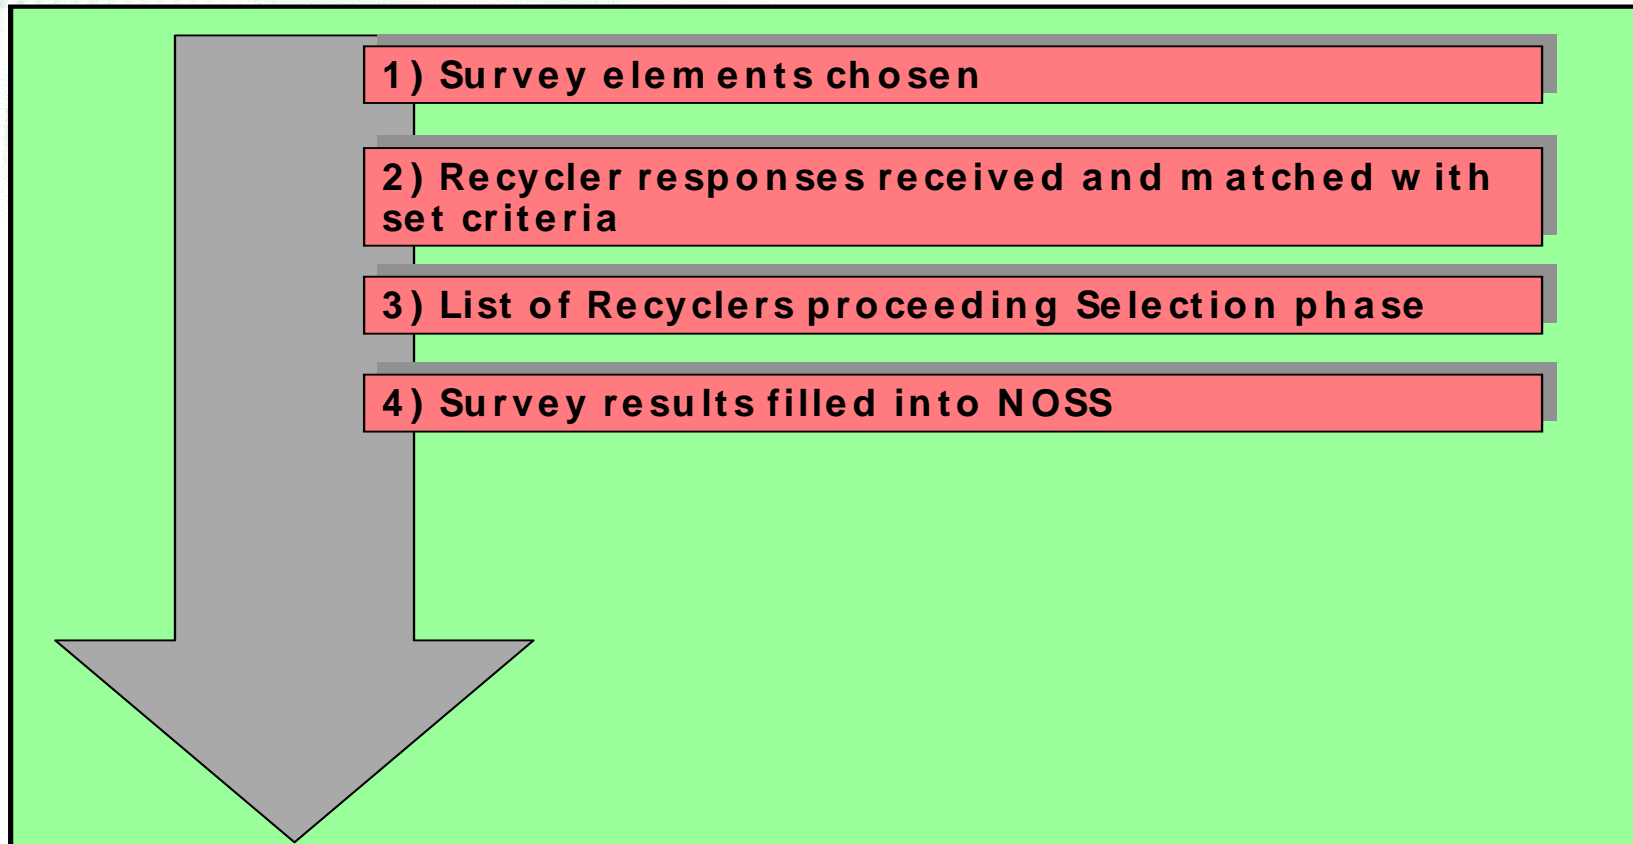 1) Survey elements chosen
2) Recycler responses received and matched with
set criteria
3) List of Recyclers proceeding Selection phase
4) Survey results filled into NOSS